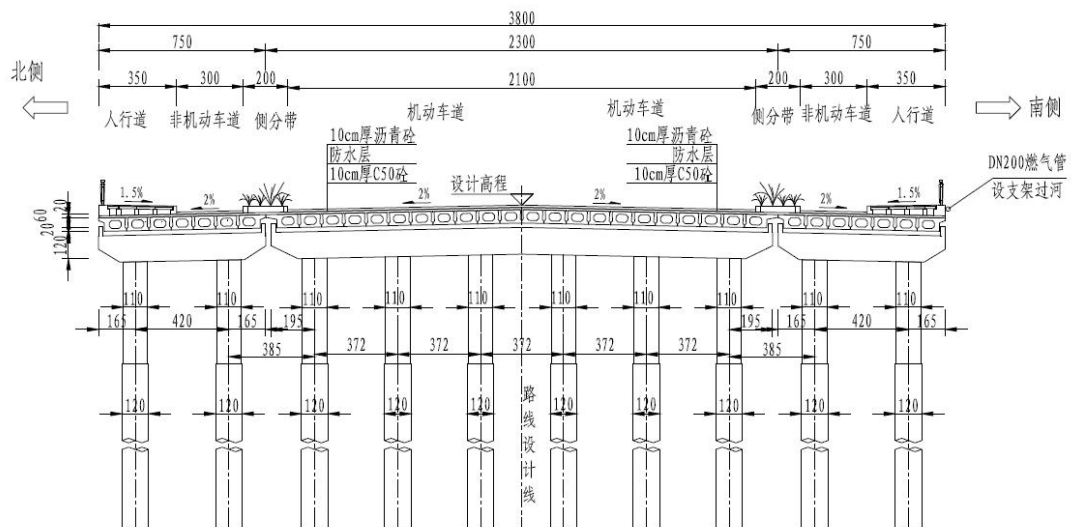 3800
750 2300 750
北侧
350 300 200 2100 200 300 350
人行道 非机动车道 侧分带 机动车道 机动车道 侧分带 非机动车道 人行道
南侧
10cm厚沥青砼 10cm厚沥青砼
防水层 防水层
10cm厚C50砼 10cm厚C50砼
设计高程
DN200燃气管
设支架过河
1.5% 2% 2% 2% 2% 1.5%
20
60
20
120
110 110 110 110 110 110 110 110 110 110
165 420 165 195 195 165 420 165
385 372 372 372 372 372 385
120 120 120 120 120 120 120 120 120 120
路线设计线